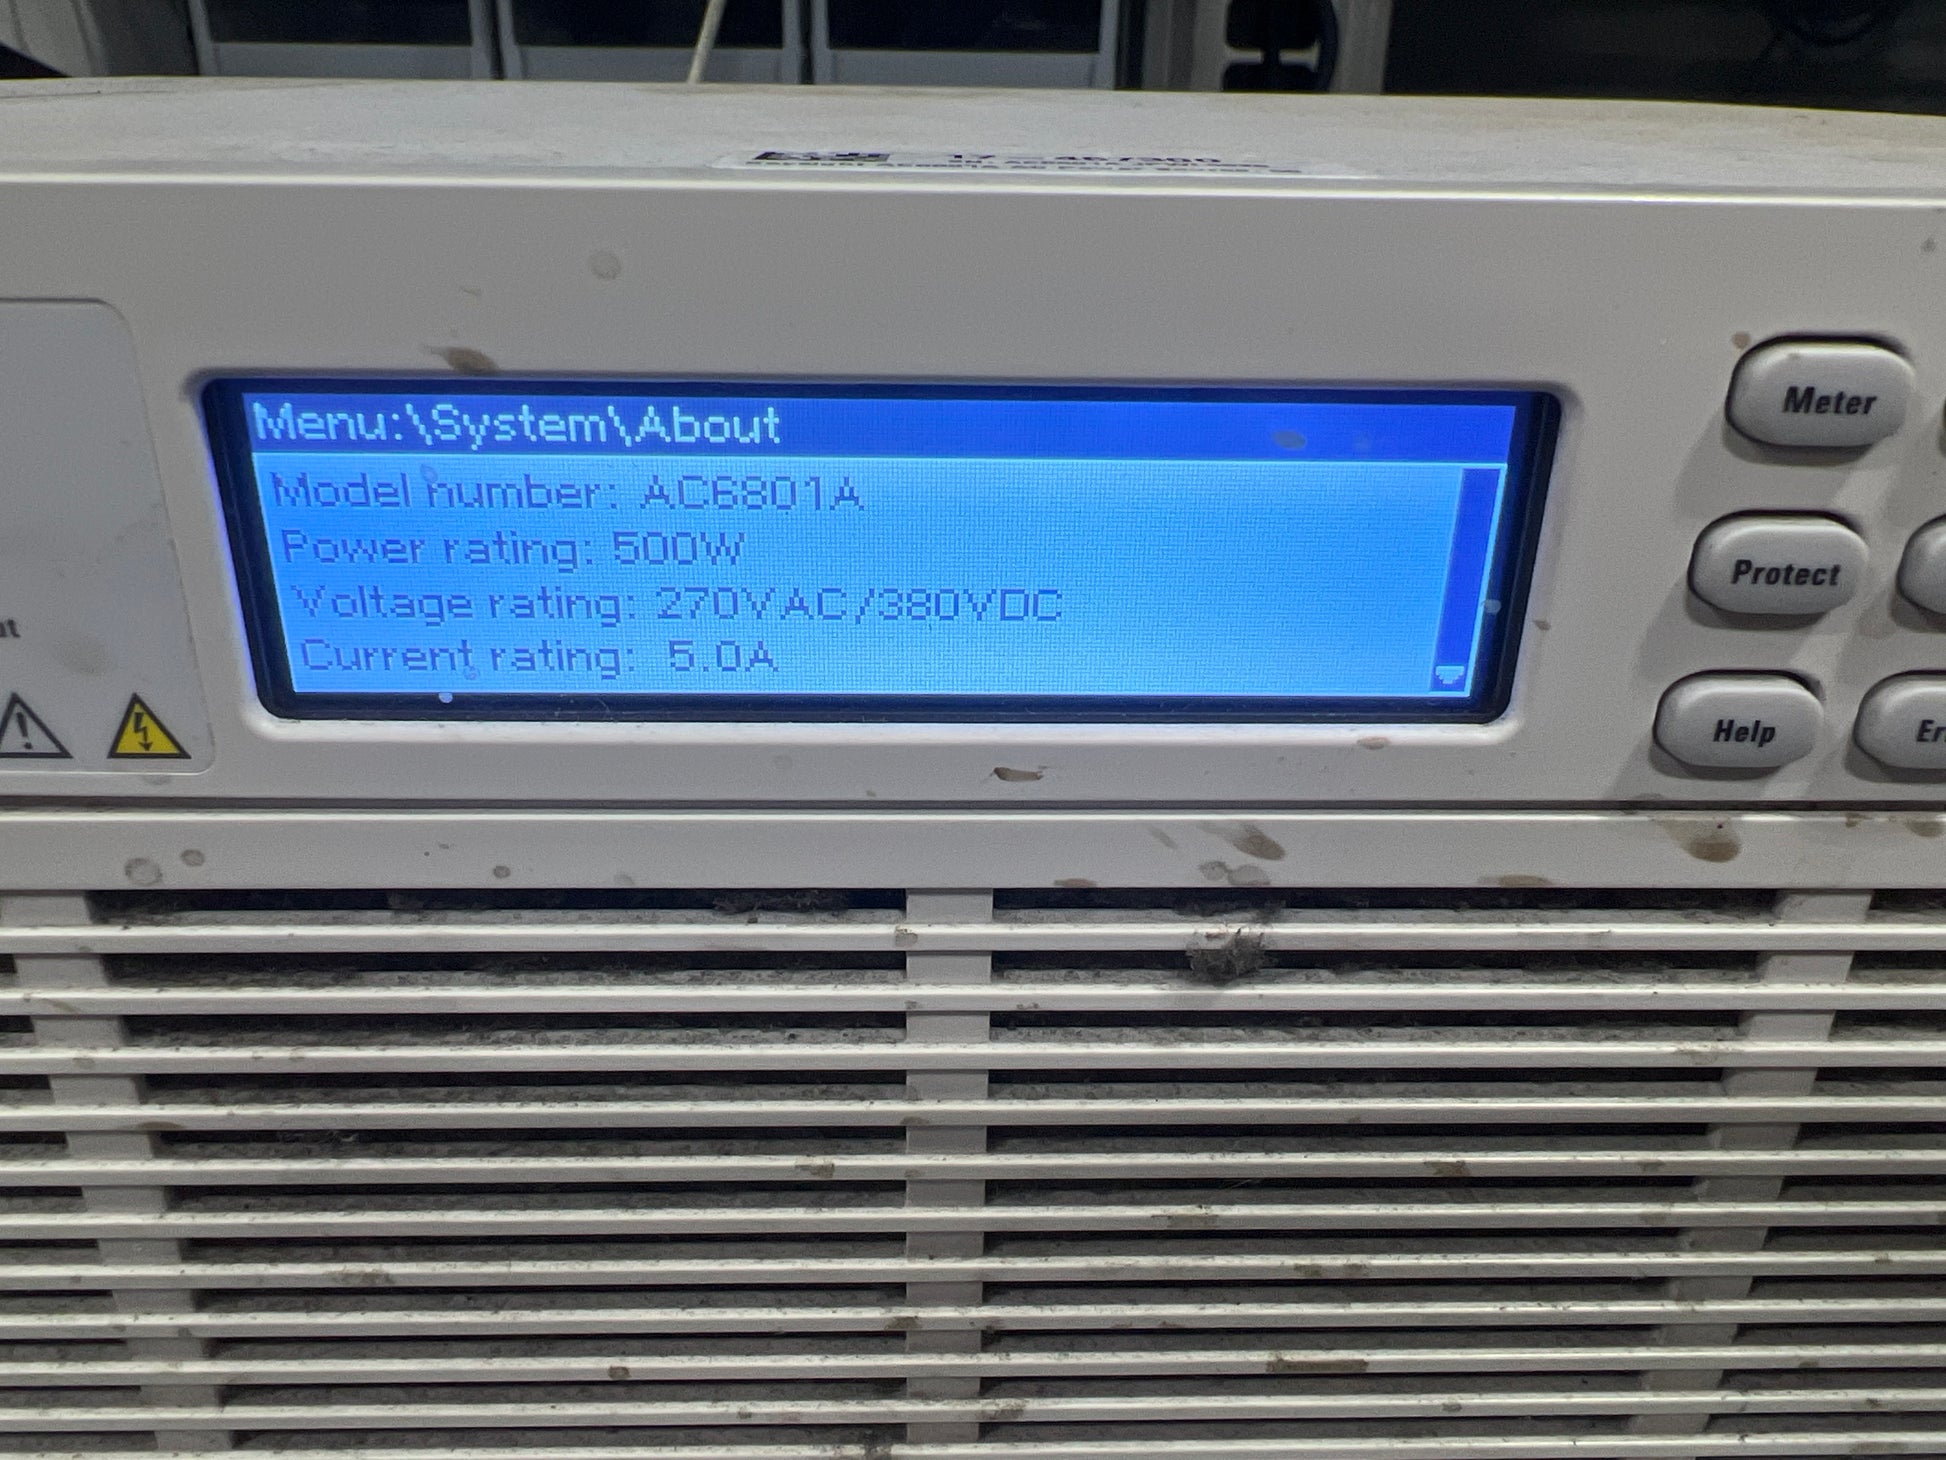 Menu:\System\About
Model number: AC6801A
Power rating: 500W
Voltage rating: 270VAC/380VDC
Current rating: 5.0A
Meter
Protect
Help